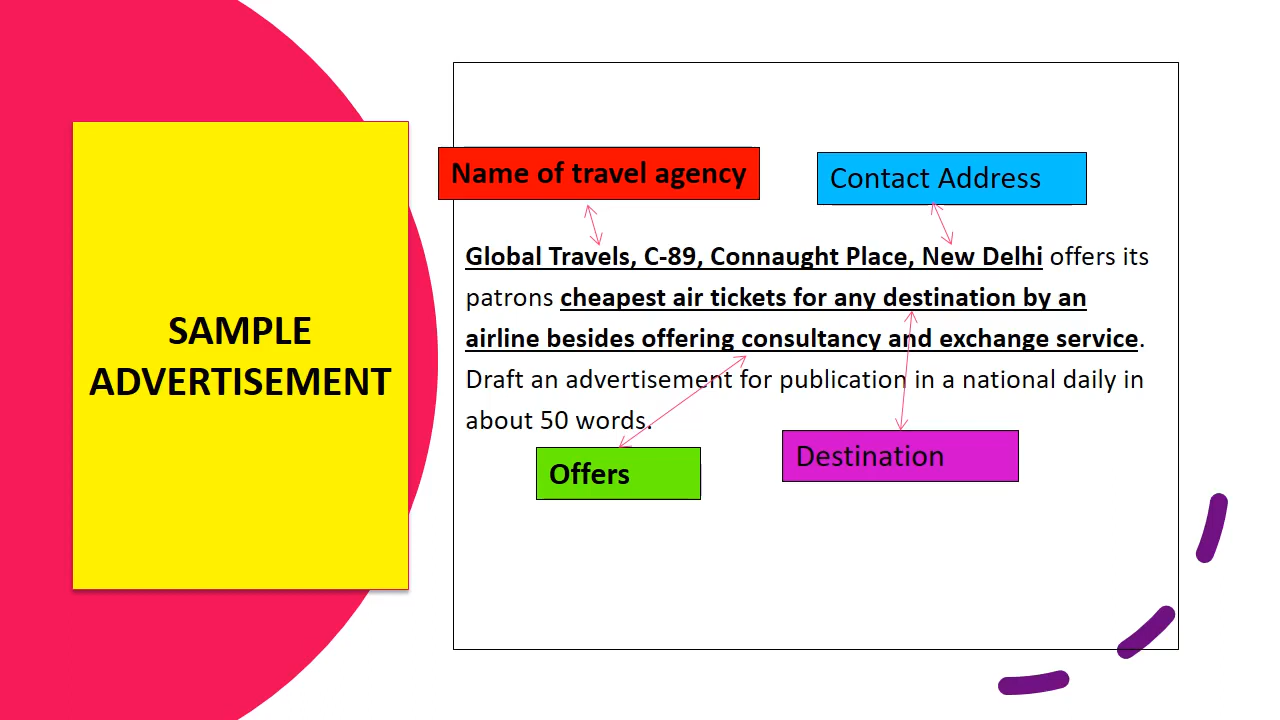 SAMPLE
ADVERTISEMENT
Name of travel agency
Contact Address
Global Travels, C-89, Connaught Place, New Delhi offers its
patrons cheapest air tickets for any destination by an
airline besides offering consultancy and exchange service.
Draft an advertisement for publication in a national daily in
about 50 words.
Offers
Destination